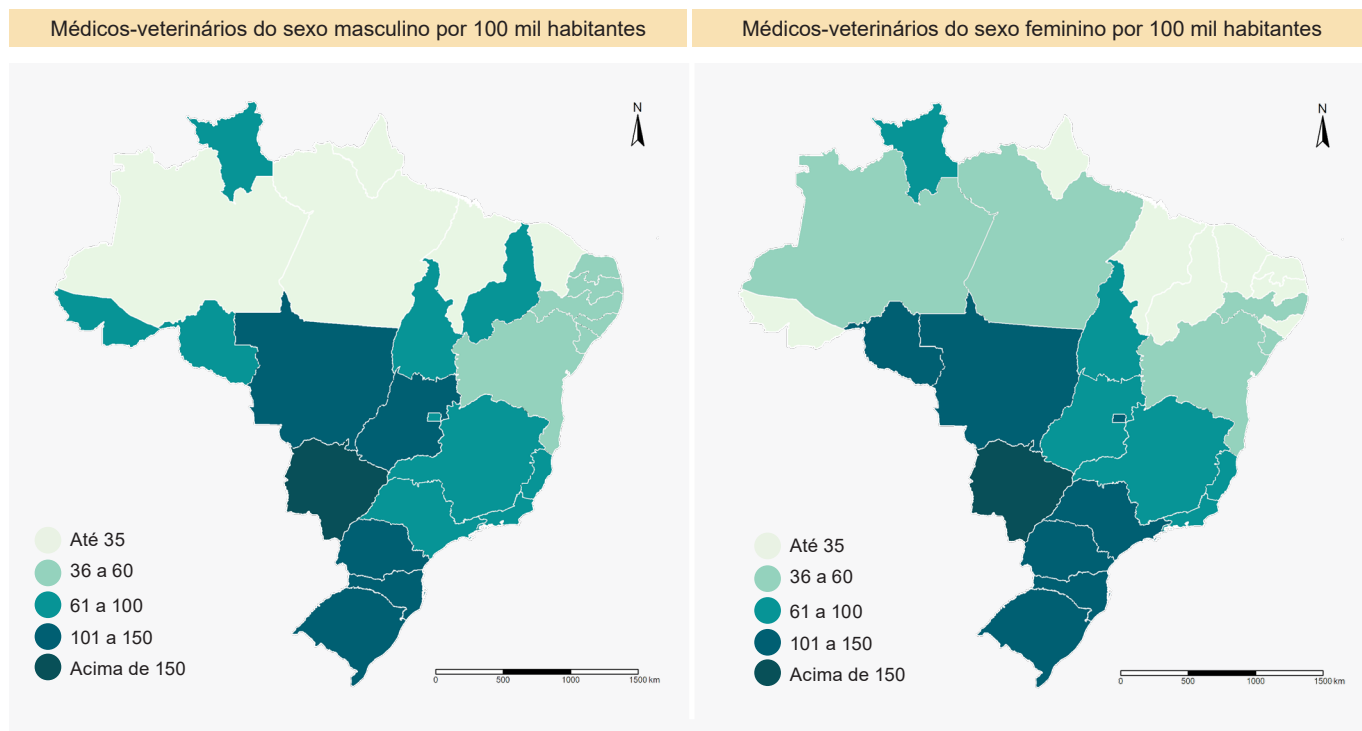 Médicos-veterinários do sexo masculino por 100 mil habitantes
N
Até 35
36 a 60
61 a 100
101 a 150
Acima de 150
0 500 1000 1500 km
Médicos-veterinários do sexo feminino por 100 mil habitantes
N
Até 35
36 a 60
61 a 100
101 a 150
Acima de 150
0 500 1000 1500 km